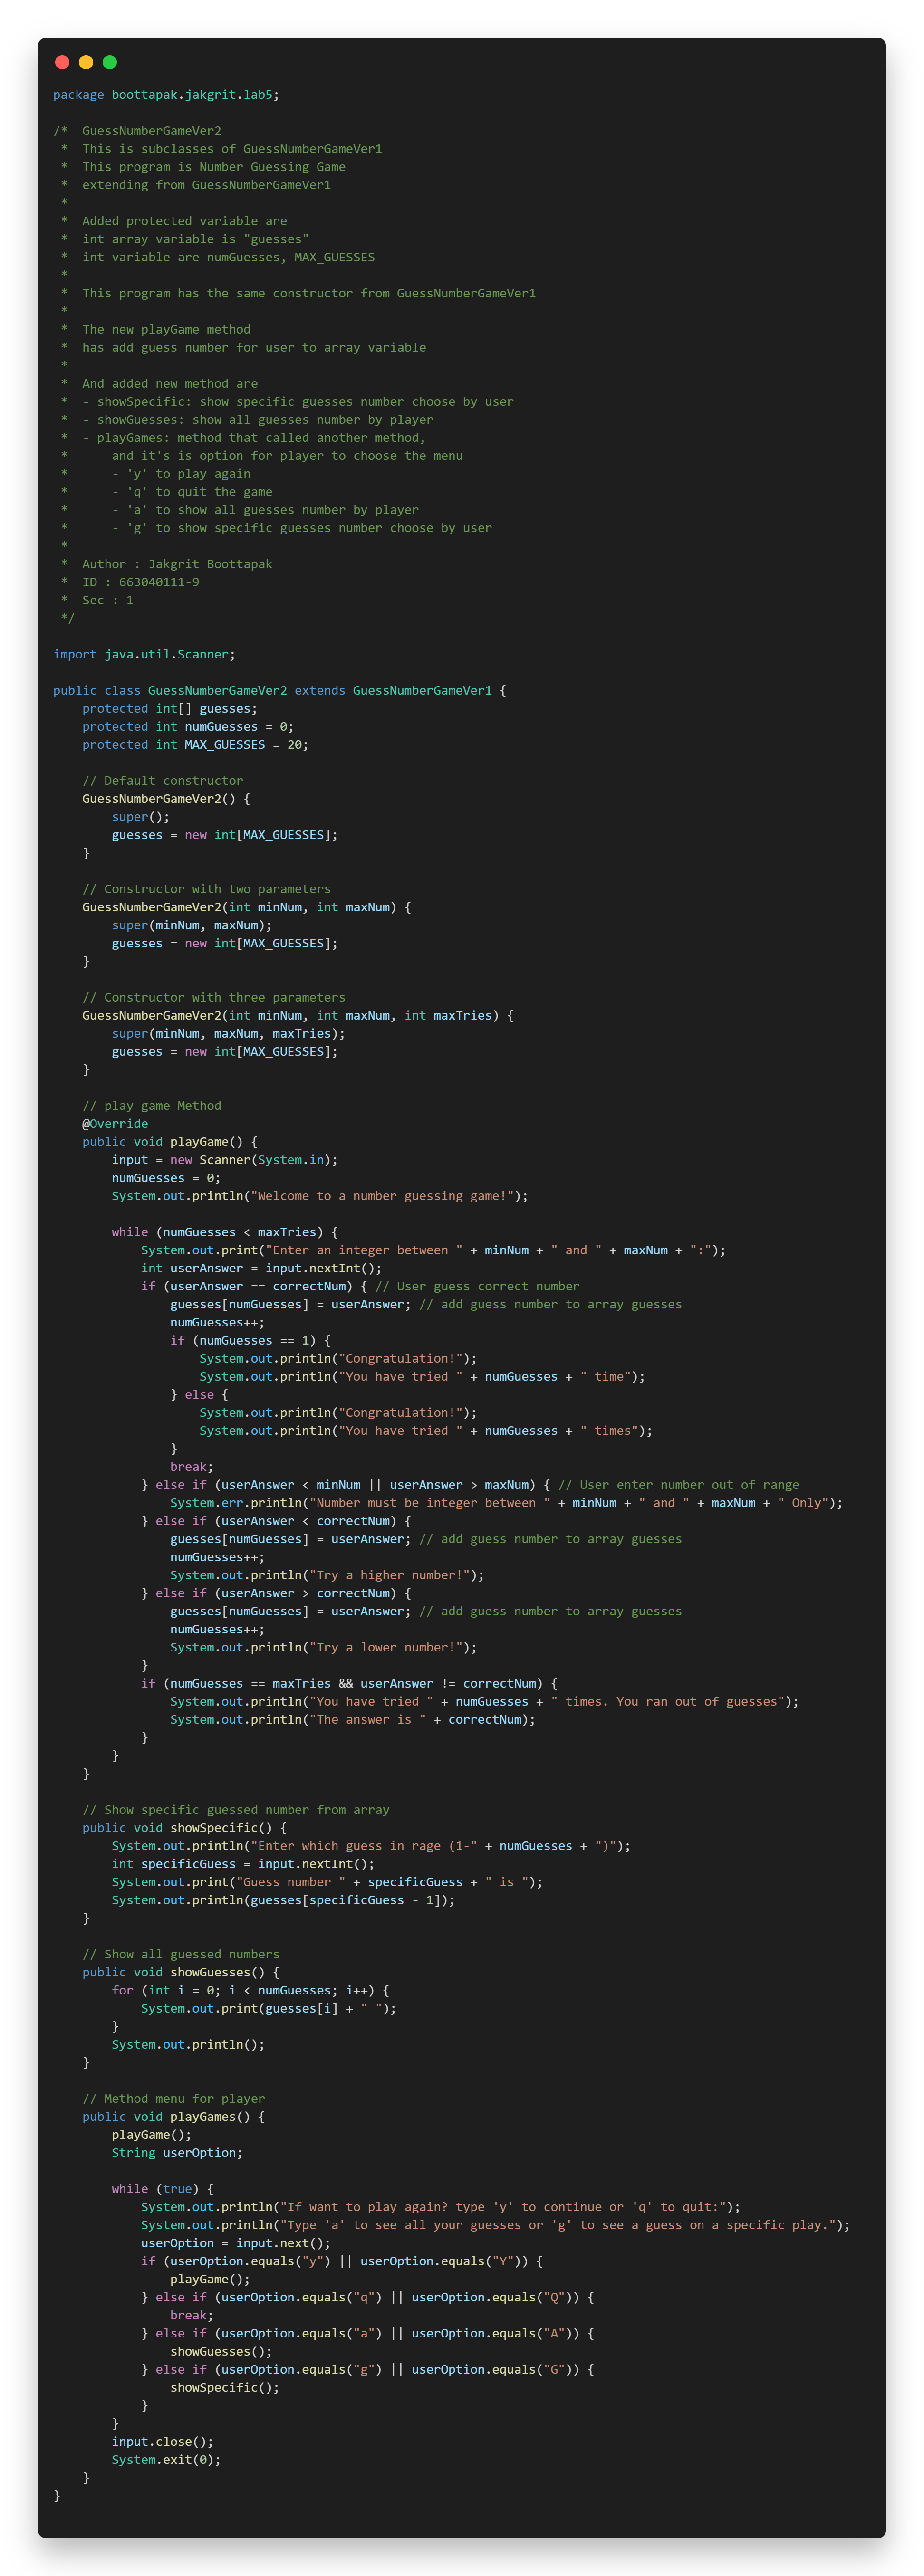 package boottapak.jakgrit.lab5;

/*  GuessNumberGameVer2
 *  This is subclasses of GuessNumberGameVer1
 *  This program is Number Guessing Game
 *  extending from GuessNumberGameVer1
 *
 *  Added protected variable are
 *  int array variable is "guesses"
 *  int variable are numGuesses, MAX_GUESSES
 *
 *  This program has the same constructor from GuessNumberGameVer1
 *
 *  The new playGame method
 *  has add guess number for user to array variable
 *
 *  And added new method are
 *  - showSpecific: show specific guesses number choose by user
 *  - showGuesses: show all guesses number by player
 *  - playGames: method that called another method,
 *      and it's is option for player to choose the menu
 *      - 'y' to play again
 *      - 'q' to quit the game
 *      - 'a' to show all guesses number by player
 *      - 'g' to show specific guesses number choose by user
 *
 *  Author : Jakgrit Boottapak
 *  ID : 663040111-9
 *  Sec : 1
 */

import java.util.Scanner;

public class GuessNumberGameVer2 extends GuessNumberGameVer1 {
    protected int[] guesses;
    protected int numGuesses = 0;
    protected int MAX_GUESSES = 20;

    // Default constructor
    GuessNumberGameVer2() {
        super();
        guesses = new int[MAX_GUESSES];
    }

    // Constructor with two parameters
    GuessNumberGameVer2(int minNum, int maxNum) {
        super(minNum, maxNum);
        guesses = new int[MAX_GUESSES];
    }

    // Constructor with three parameters
    GuessNumberGameVer2(int minNum, int maxNum, int maxTries) {
        super(minNum, maxNum, maxTries);
        guesses = new int[MAX_GUESSES];
    }

    // play game Method
    @Override
    public void playGame() {
        input = new Scanner(System.in);
        numGuesses = 0;
        System.out.println("Welcome to a number guessing game!");

        while (numGuesses < maxTries) {
            System.out.print("Enter an integer between " + minNum + " and " + maxNum + ":");
            int userAnswer = input.nextInt();
            if (userAnswer == correctNum) { // User guess correct number
                guesses[numGuesses] = userAnswer; // add guess number to array guesses
                numGuesses++;
                if (numGuesses == 1) {
                    System.out.println("Congratulation!");
                    System.out.println("You have tried " + numGuesses + " time");
                } else {
                    System.out.println("Congratulation!");
                    System.out.println("You have tried " + numGuesses + " times");
                }
                break;
            } else if (userAnswer < minNum || userAnswer > maxNum) { // User enter number out of range
                System.err.println("Number must be integer between " + minNum + " and " + maxNum + " Only");
            } else if (userAnswer < correctNum) {
                guesses[numGuesses] = userAnswer; // add guess number to array guesses
                numGuesses++;
                System.out.println("Try a higher number!");
            } else if (userAnswer > correctNum) {
                guesses[numGuesses] = userAnswer; // add guess number to array guesses
                numGuesses++;
                System.out.println("Try a lower number!");
            }
            if (numGuesses == maxTries && userAnswer != correctNum) {
                System.out.println("You have tried " + numGuesses + " times. You ran out of guesses");
                System.out.println("The answer is " + correctNum);
            }
        }
    }

    // Show specific guessed number from array
    public void showSpecific() {
        System.out.println("Enter which guess in rage (1-" + numGuesses + ")");
        int specificGuess = input.nextInt();
        System.out.print("Guess number " + specificGuess + " is ");
        System.out.println(guesses[specificGuess - 1]);
    }

    // Show all guessed numbers
    public void showGuesses() {
        for (int i = 0; i < numGuesses; i++) {
            System.out.print(guesses[i] + " ");
        }
        System.out.println();
    }

    // Method menu for player
    public void playGames() {
        playGame();
        String userOption;

        while (true) {
            System.out.println("If want to play again? type 'y' to continue or 'q' to quit:");
            System.out.println("Type 'a' to see all your guesses or 'g' to see a guess on a specific play.");
            userOption = input.next();
            if (userOption.equals("y") || userOption.equals("Y")) {
                playGame();
            } else if (userOption.equals("q") || userOption.equals("Q")) {
                break;
            } else if (userOption.equals("a") || userOption.equals("A")) {
                showGuesses();
            } else if (userOption.equals("g") || userOption.equals("G")) {
                showSpecific();
            }
        }
        input.close();
        System.exit(0);
    }
}